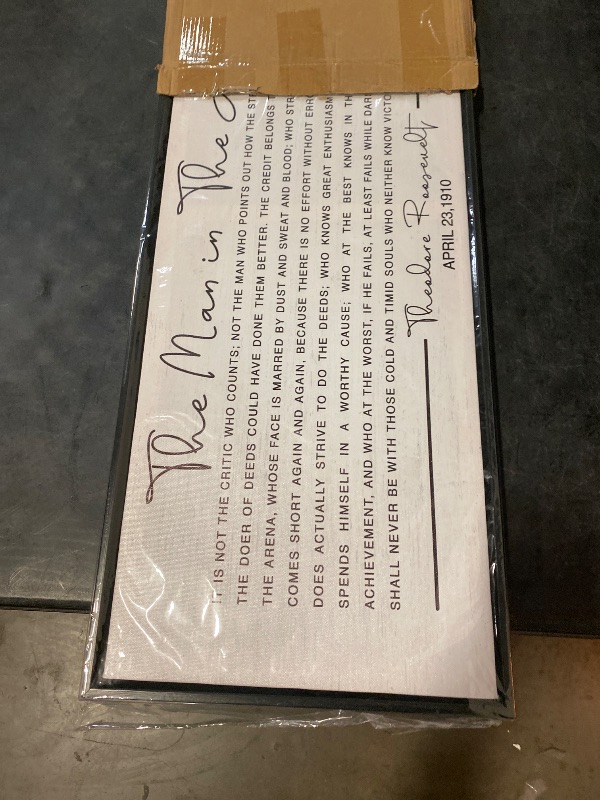 The Man in The
IT IS NOT THE CRITIC WHO COUNTS; NOT THE MAN WHO POINTS OUT HOW THE
THE DOER OF DEEDS COULD HAVE DONE THEM BETTER. THE CREDIT BELONGS
THE ARENA, WHOSE FACE IS MARRED BY DUST AND SWEAT AND BLOOD; WHO
COMES SHORT AGAIN AND AGAIN, BECAUSE THERE IS NO EFFORT WITHOUT
DOES ACTUALLY STRIVE TO DO THE DEEDS; WHO KNOWS GREAT ENTHUSIASM
SPENDS HIMSELF IN A WORTHY CAUSE; WHO AT THE BEST KNOWS IN
ACHIEVEMENT, AND WHO AT THE WORST, IF HE FAILS, AT LEAST FAILS WHILE
SHALL NEVER BE WITH THOSE COLD AND TIMID SOULS WHO NEITHER KNOW
Theodore Roosevelt
APRIL 23,1910